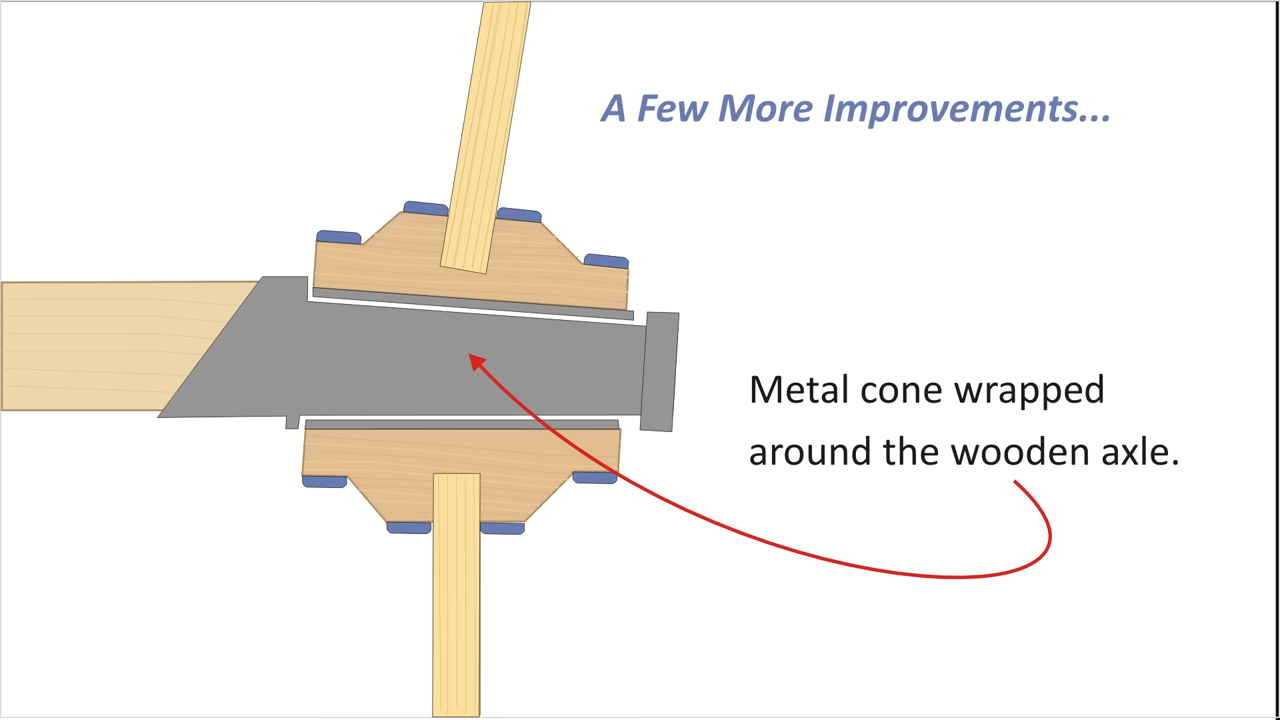 A Few More Improvements...
Metal cone wrapped
around the wooden axle.